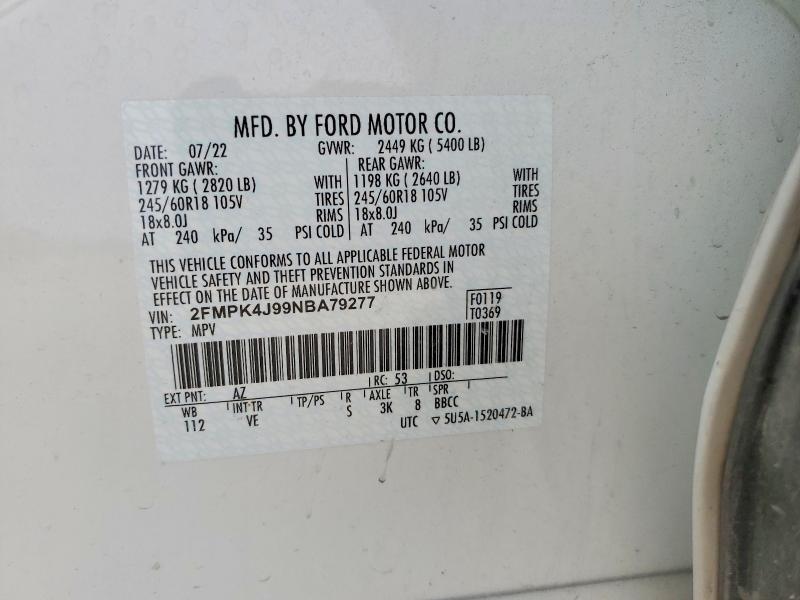 MFD. BY FORD MOTOR CO.
DATE: 07/22 GVWR: 2449 KG ( 5400 LB)
FRONT GAWR: REAR GAWR:
1279 KG ( 2820 LB) WITH 1198 KG ( 2640 LB) WITH
245/60R18 105V TIRES 245/60R18 105V TIRES
18x8.0J RIMS 18x8.0J RIMS
AT 240 kPa/ 35 PSI COLD AT 240 kPa/ 35 PSI COLD
THIS VEHICLE CONFORMS TO ALL APPLICABLE FEDERAL MOTOR
VEHICLE SAFETY AND THEFT PREVENTION STANDARDS IN
EFFECT ON THE DATE OF MANUFACTURE SHOWN ABOVE.
VIN: 2FMPK4J99NBA79277 F0119
TYPE: MPV T0369
EXT PNT: AZ RC: 53 DSO:
WB INT TR TP/PS R AXLE TR SPR
112 VE S 3K 8 BBCC
UTC ▽ 5U5A-1520472-BA